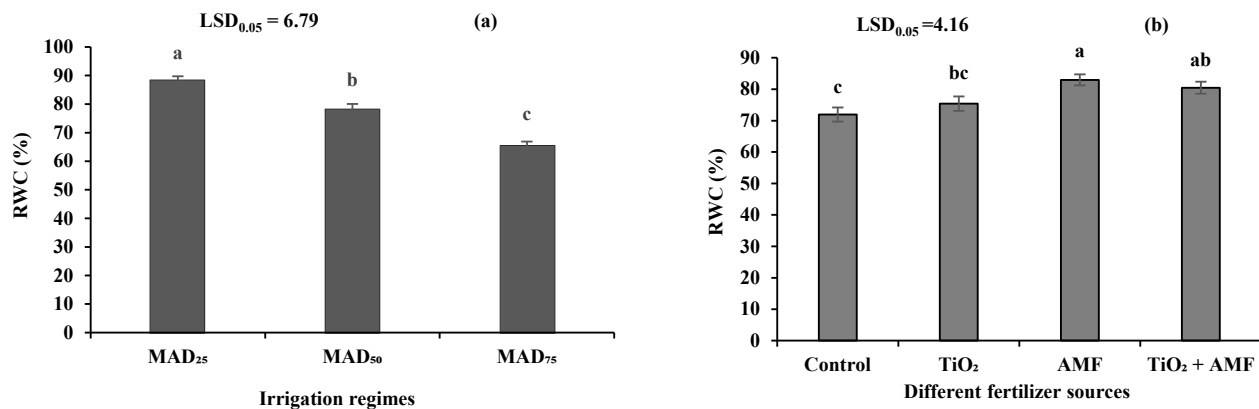 LSD₀.₀₅ = 6.79 (a)
RWC (%)
100
90
80
70
60
50
40
30
20
10
0
a
b
c
MAD₂₅ MAD₅₀ MAD₇₅
Irrigation regimes
LSD₀.₀₅ =4.16 (b)
RWC (%)
90
80
70
60
50
40
30
20
10
0
c
bc
a
ab
Control TiO₂ AMF TiO₂ + AMF
Different fertilizer sources